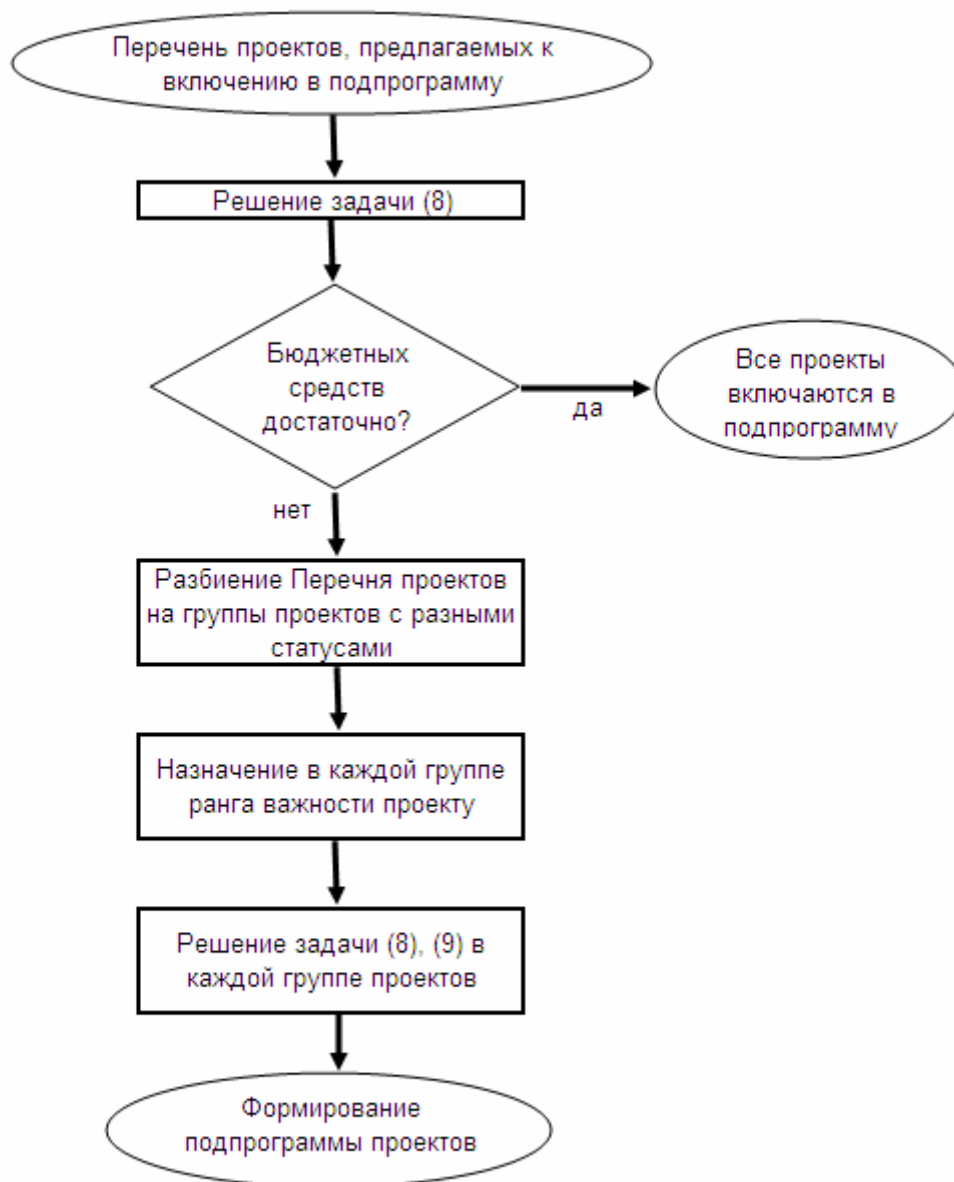 Перечень проектов, предлагаемых к
включению в подпрограмму
Решение задачи (8)
Бюджетных
средств
достаточно?
да
Все проекты
включаются в
подпрограмму
нет
Разбиение Перечня проектов
на группы проектов с разными
статусами
Назначение в каждой группе
ранга важности проекту
Решение задачи (8), (9) в
каждой группе проектов
Формирование
подпрограммы проектов